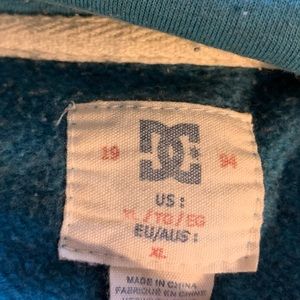 19 DC 94
US :
XL / TG / EG
EU/AUS :
XL
MADE IN CHINA
FABRIQUÉ EN CHINE